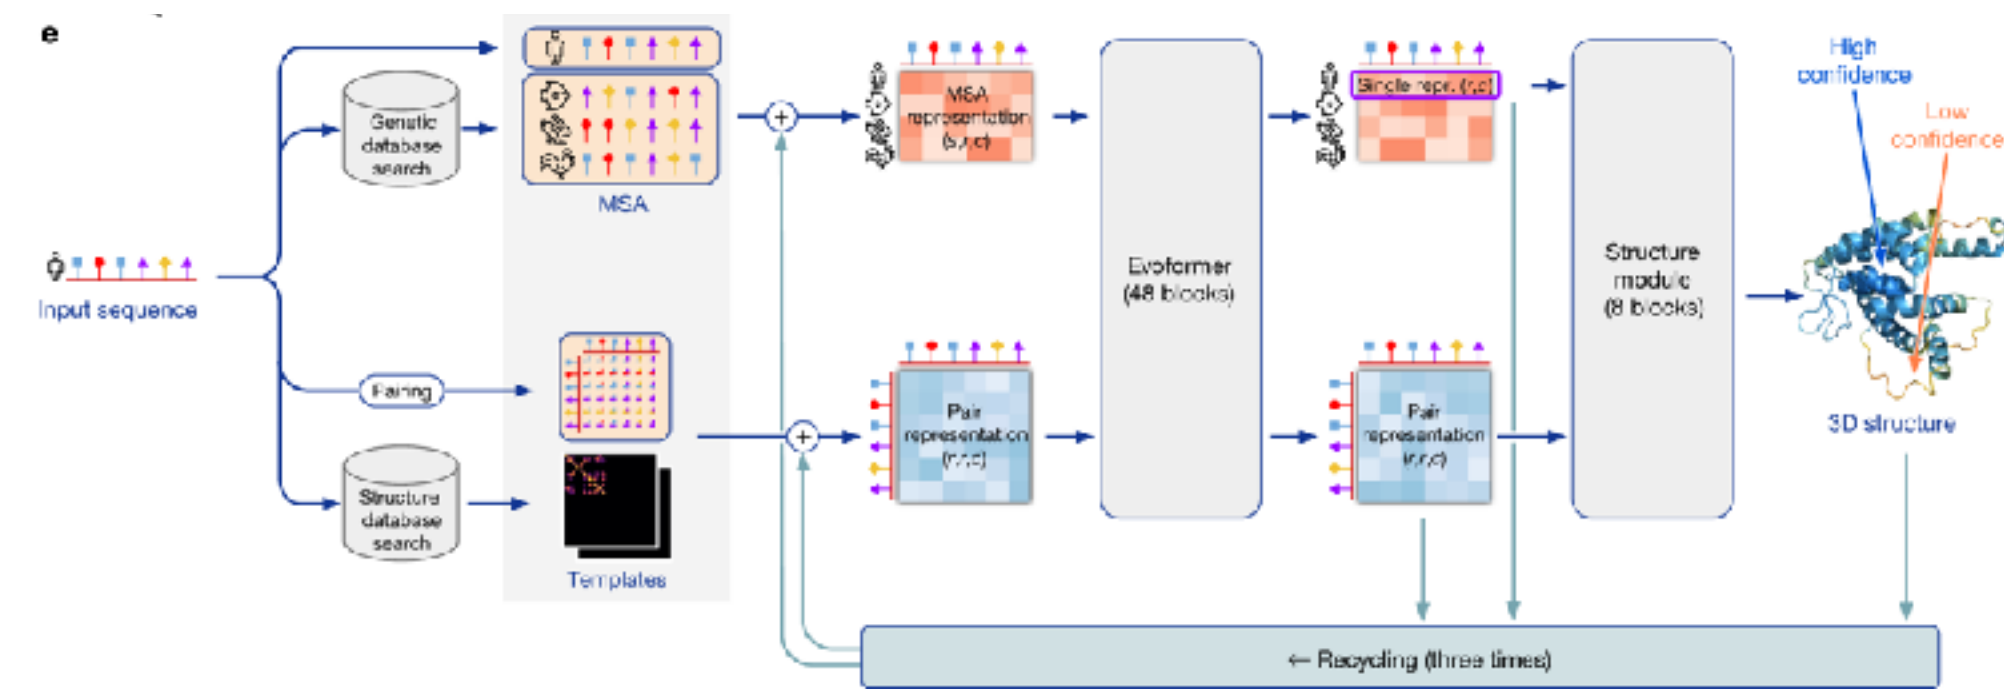 e
Genetic
database
search
MSA
Input sequence
Pairing
Structure
database
search
Templates
MSA
representation
(s,r,c)
Pair
representation
(r,r,c)
Evoformer
(48 blocks)
Single repr. (r,c)
Pair
representation
(r,r,c)
Structure
module
(8 blocks)
High
confidence
Low
confidence
3D structure
← Recycling (three times)